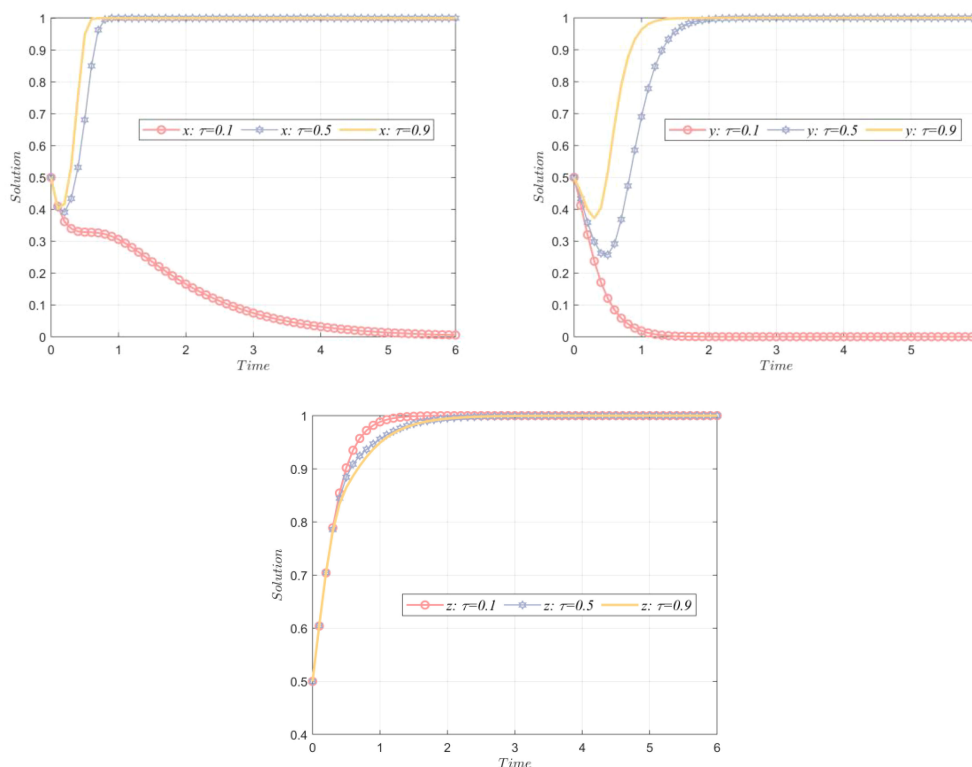 1
0.9
0.8
0.7
0.6
0.5
0.4
0.3
0.2
0.1
0
Solution
x: τ=0.1 x: τ=0.5 x: τ=0.9
0 1 2 3 4 5 6
Time
1
0.9
0.8
0.7
0.6
0.5
0.4
0.3
0.2
0.1
0
Solution
y: τ=0.1 y: τ=0.5 y: τ=0.9
0 1 2 3 4 5
Time
1
0.9
0.8
0.7
0.6
0.5
0.4
Solution
z: τ=0.1 z: τ=0.5 z: τ=0.9
0 1 2 3 4 5 6
Time